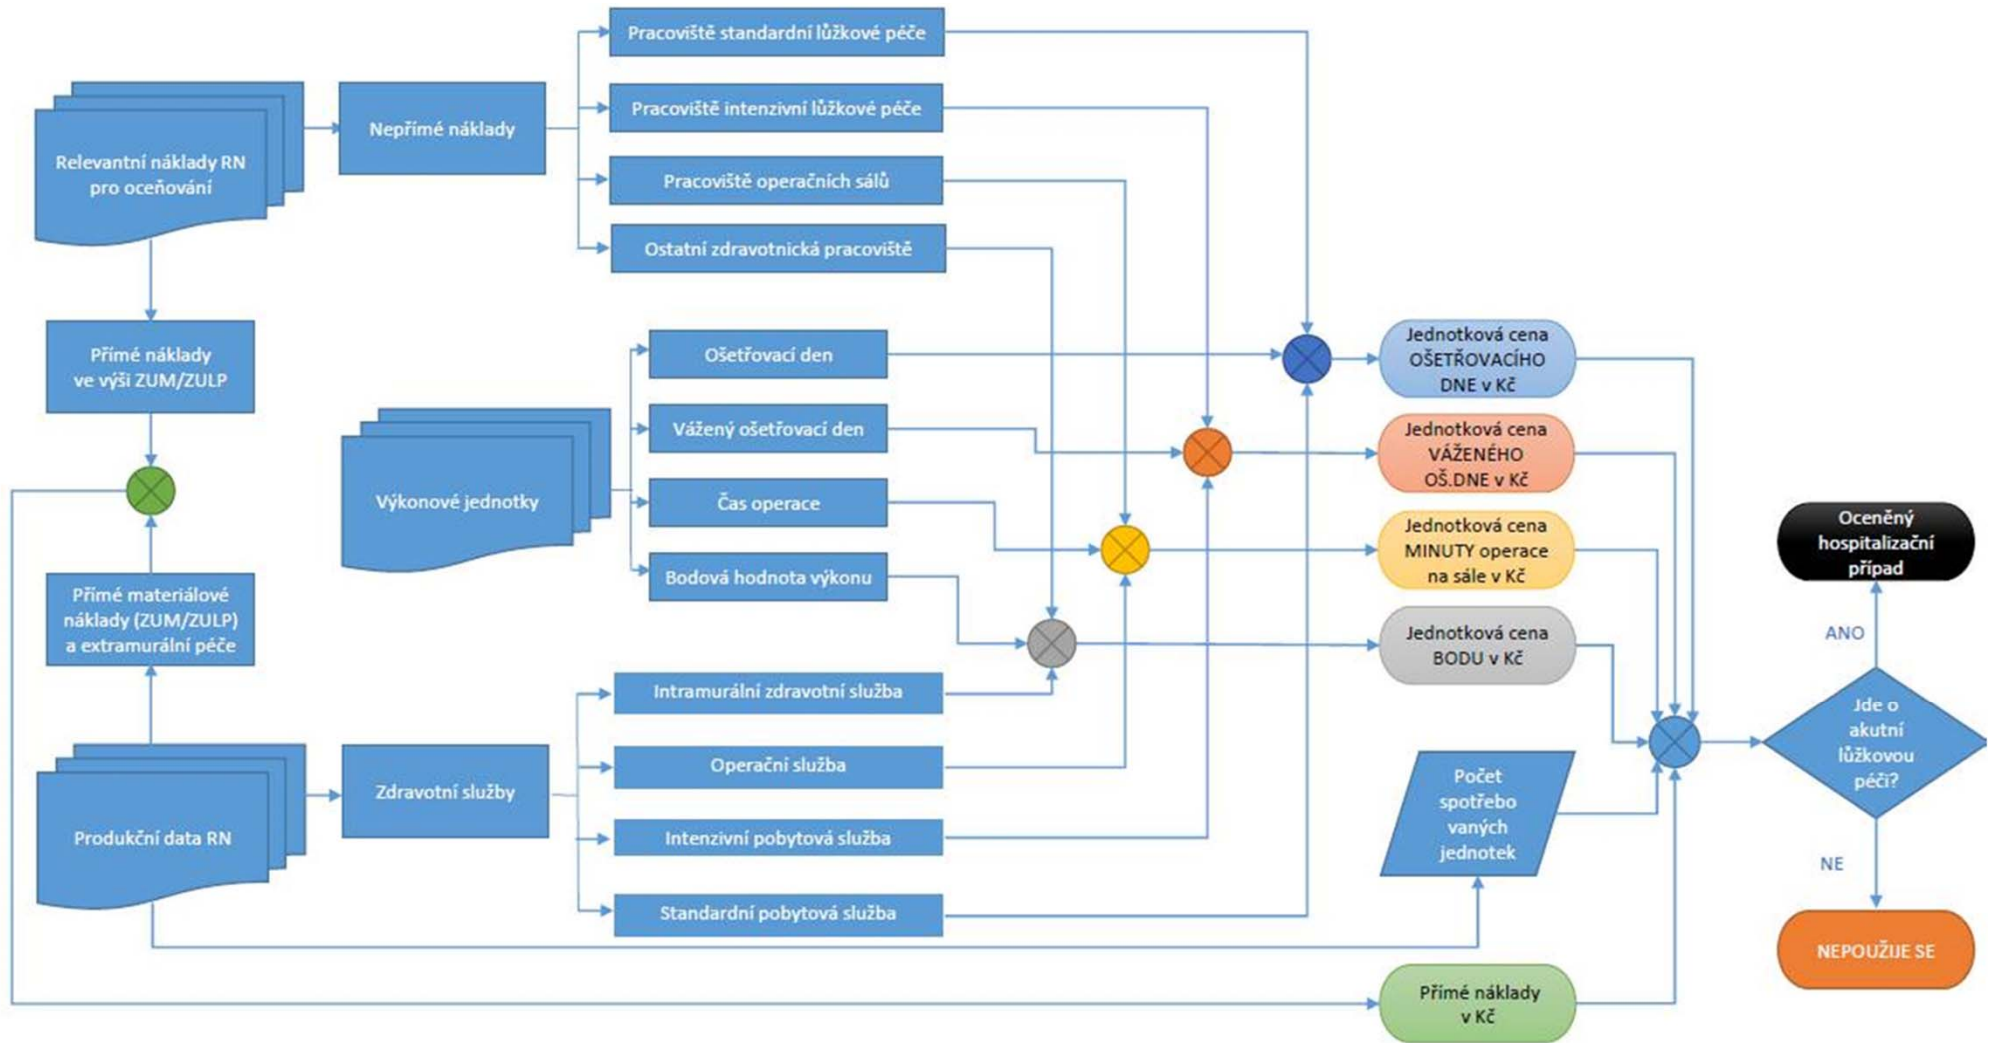 Pracoviště standardní lůžkové péče
Pracoviště intenzivní lůžkové péče
Pracoviště operačních sálů
Ostatní zdravotnická pracoviště
Nepřímé náklady
Relevantní náklady RN
pro oceňování
Přímé náklady
ve výši ZUM/ZULP
Ošetřovací den
Vážený ošetřovací den
Čas operace
Bodová hodnota výkonu
Výkonové jednotky
Přímé materiálové
náklady (ZUM/ZULP)
a extramurální péče
Intramurální zdravotní služba
Operační služba
Intenzivní pobytová služba
Standardní pobytová služba
Zdravotní služby
Produkční data RN
Jednotková cena
OŠETŘOVACÍHO
DNE v Kč
Jednotková cena
VÁŽENÉHO
OŠ.DNE v Kč
Jednotková cena
MINUTY operace
na sále v Kč
Jednotková cena
BODU v Kč
Počet
spotřebo
vaných
jednotek
Přímé náklady
v Kč
Oceněný
hospitalizační
případ
ANO
Jde o
akutní
lůžkovou
péči?
NE
NEPOUŽIJE SE